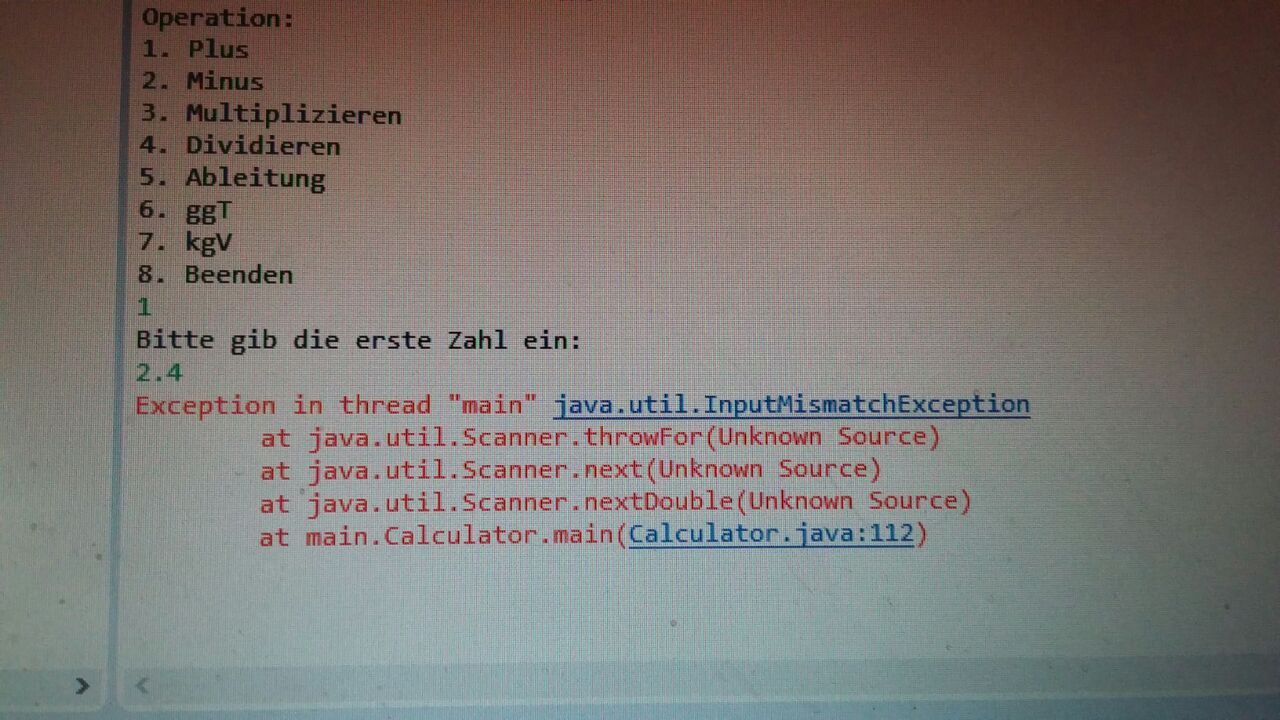 Operation:
1. Plus
2. Minus
3. Multiplizieren
4. Dividieren
5. Ableitung
6. ggT
7. kgV
8. Beenden
1
Bitte gib die erste Zahl ein:
2.4
Exception in thread "main" java.util.InputMismatchException
at java.util.Scanner.throwFor(Unknown Source)
at java.util.Scanner.next(Unknown Source)
at java.util.Scanner.nextDouble(Unknown Source)
at main.Calculator.main(Calculator.java:112)